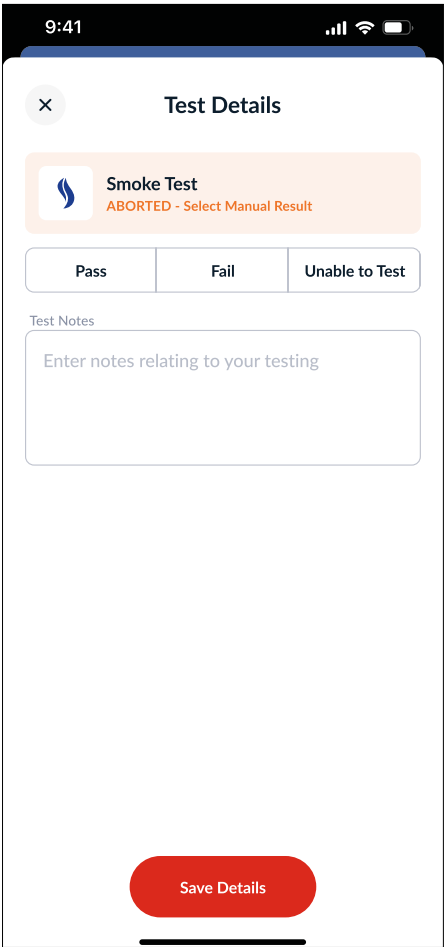 9:41
Test Details
Smoke Test
ABORTED - Select Manual Result
Pass
Fail
Unable to Test
Test Notes
Enter notes relating to your testing
Save Details